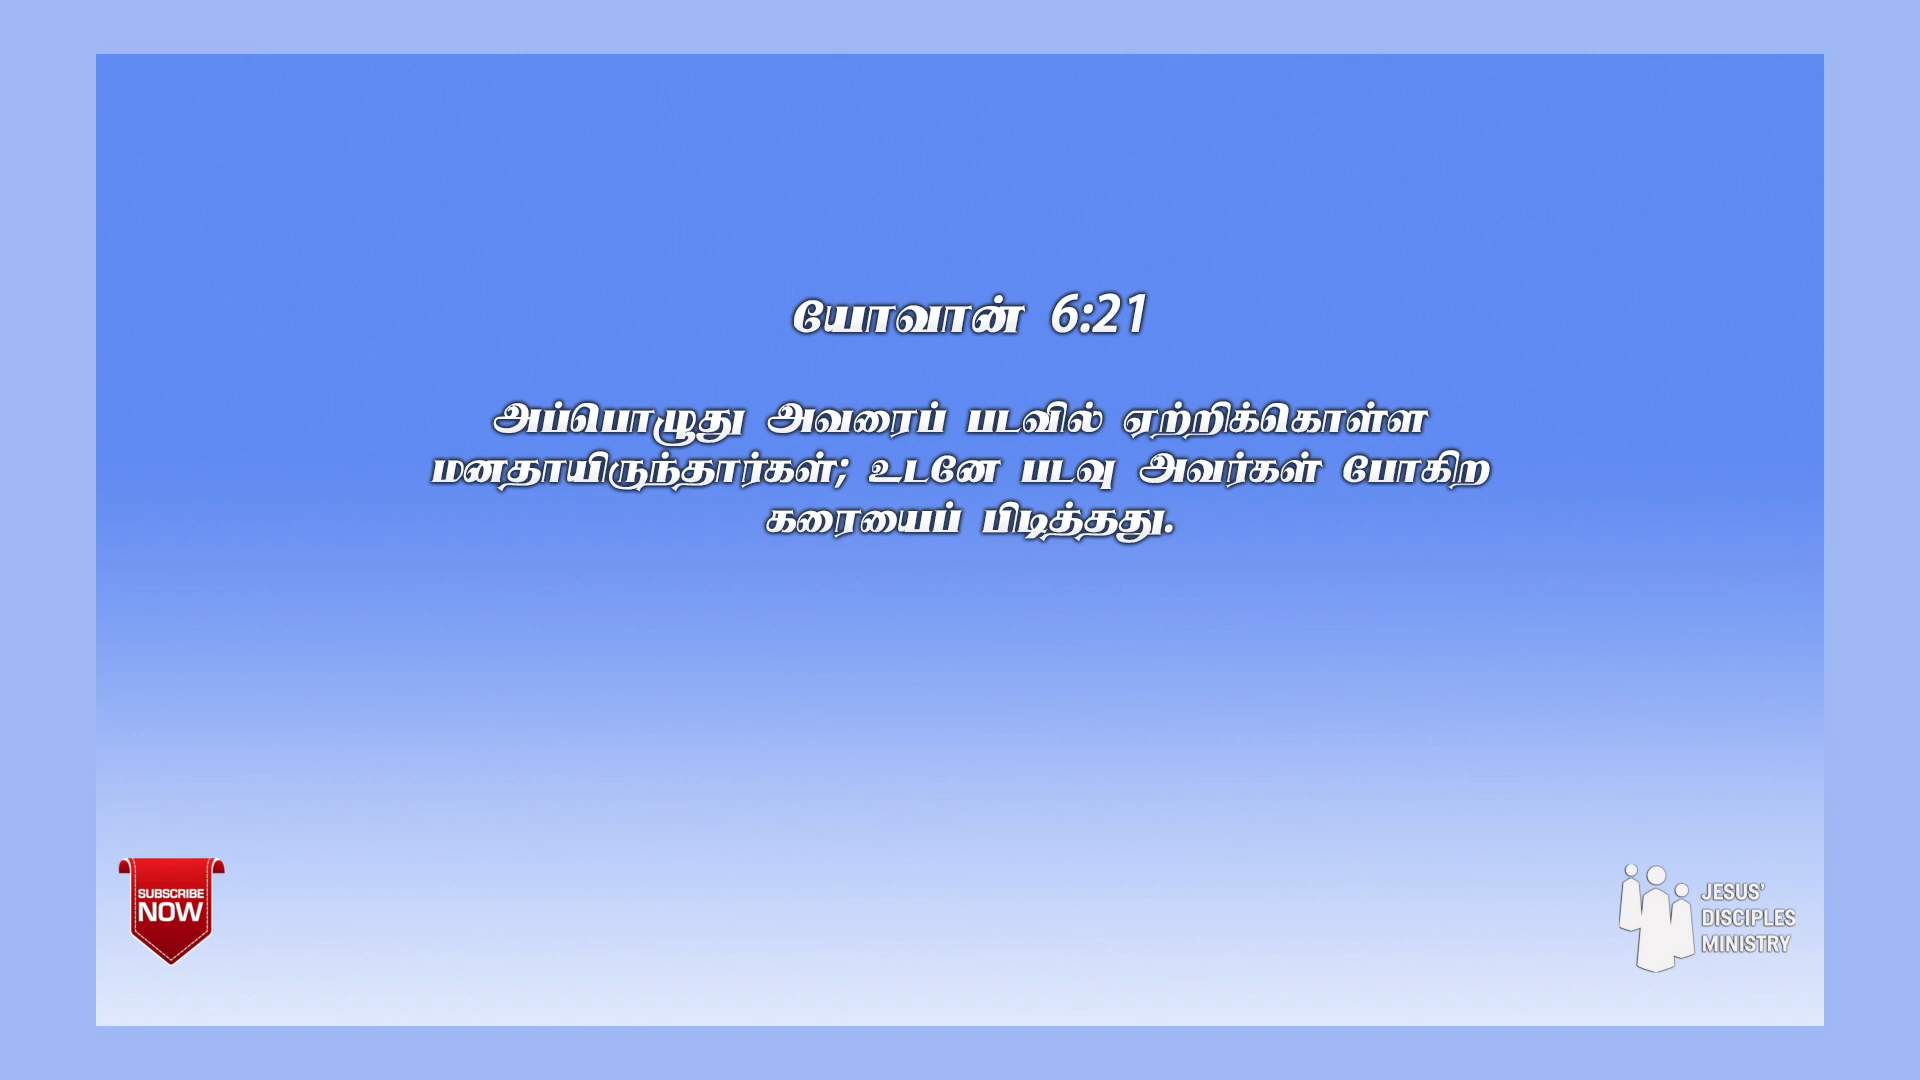 யோவான் 6:21
அப்பொழுது அவரைப் படவில் ஏற்றிக்கொள்ள
மனதாயிருந்தார்கள்; உடனே படவு அவர்கள் போகிற
கரையைப் பிடித்தது.
SUBSCRIBE
NOW
JESUS'
DISCIPLES
MINISTRY